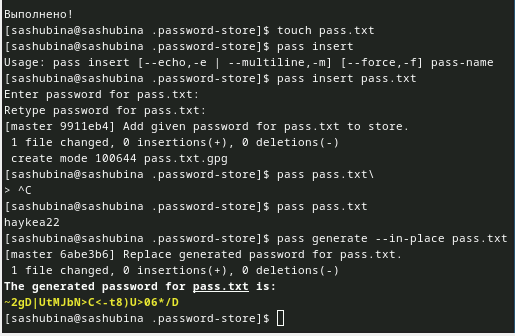 Выполнено!
[sashubina@sashubina .password-store]$ touch pass.txt
[sashubina@sashubina .password-store]$ pass insert
Usage: pass insert [--echo,-e | --multiline,-m] [--force,-f] pass-name
[sashubina@sashubina .password-store]$ pass insert pass.txt
Enter password for pass.txt:
Retype password for pass.txt:
[master 9911eb4] Add given password for pass.txt to store.
 1 file changed, 0 insertions(+), 0 deletions(-)
 create mode 100644 pass.txt.gpg
[sashubina@sashubina .password-store]$ pass pass.txt\
> ^C
[sashubina@sashubina .password-store]$ pass pass.txt
haykea22
[sashubina@sashubina .password-store]$ pass generate --in-place pass.txt
[master 6abe3b6] Replace generated password for pass.txt.
 1 file changed, 0 insertions(+), 0 deletions(-)
The generated password for pass.txt is:
~2gD|UtMJbN>C<-t8)U>06*/D
[sashubina@sashubina .password-store]$